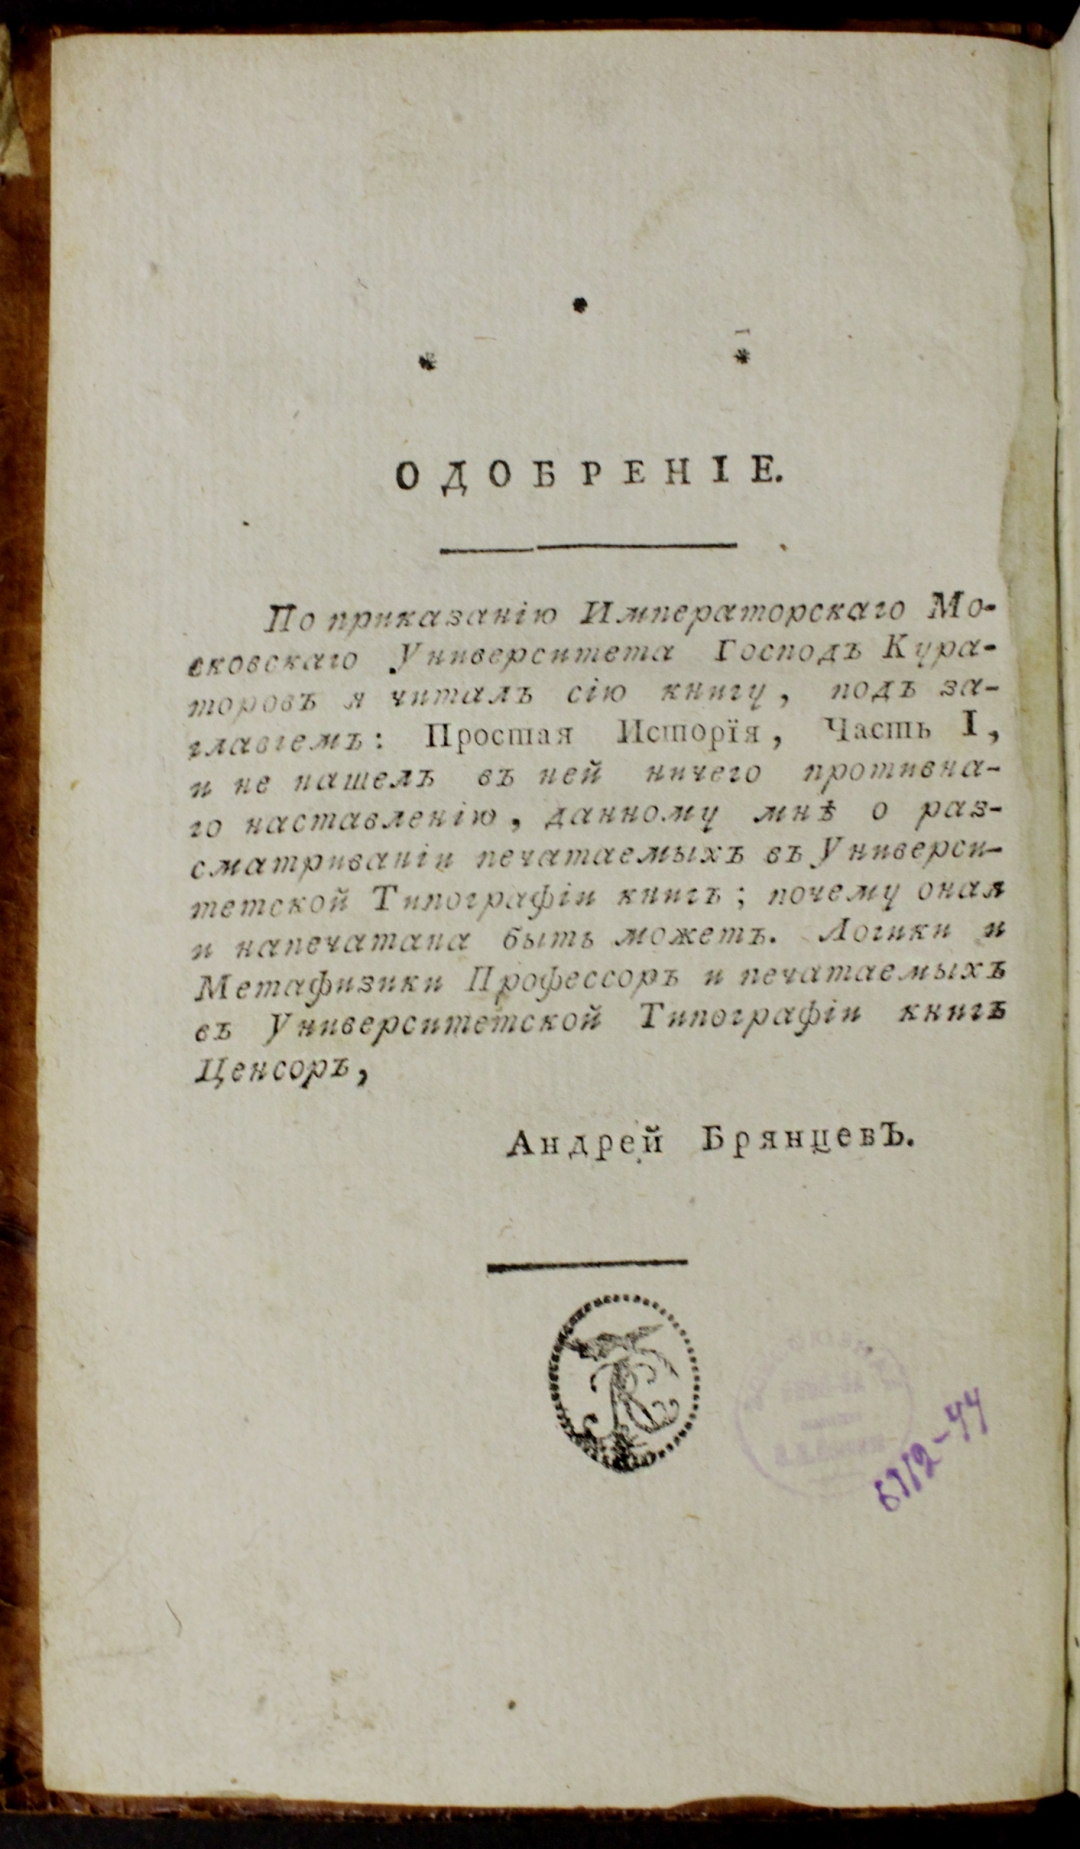 ОДОБРЕНІЕ.
По приказанію Императорскаго Мо-
сковскаго Университета Господъ Кура-
торовъ я читалъ сію книгу, подъ за-
главіемъ: Простая Исторїя, Часть I,
и не нашелъ въ ней ничего противна-
го наставленію, данному мнѣ о раз-
сматриваніи печатаемыхъ въ Универси-
тетской Типографіи книгъ; почему оная
и напечатана быть можетъ. Логики и
Метафизики Профессоръ и печатаемыхъ
въ Университетской Типографіи книгъ
Ценсоръ,
Андрей Брянцевъ.
6112-44